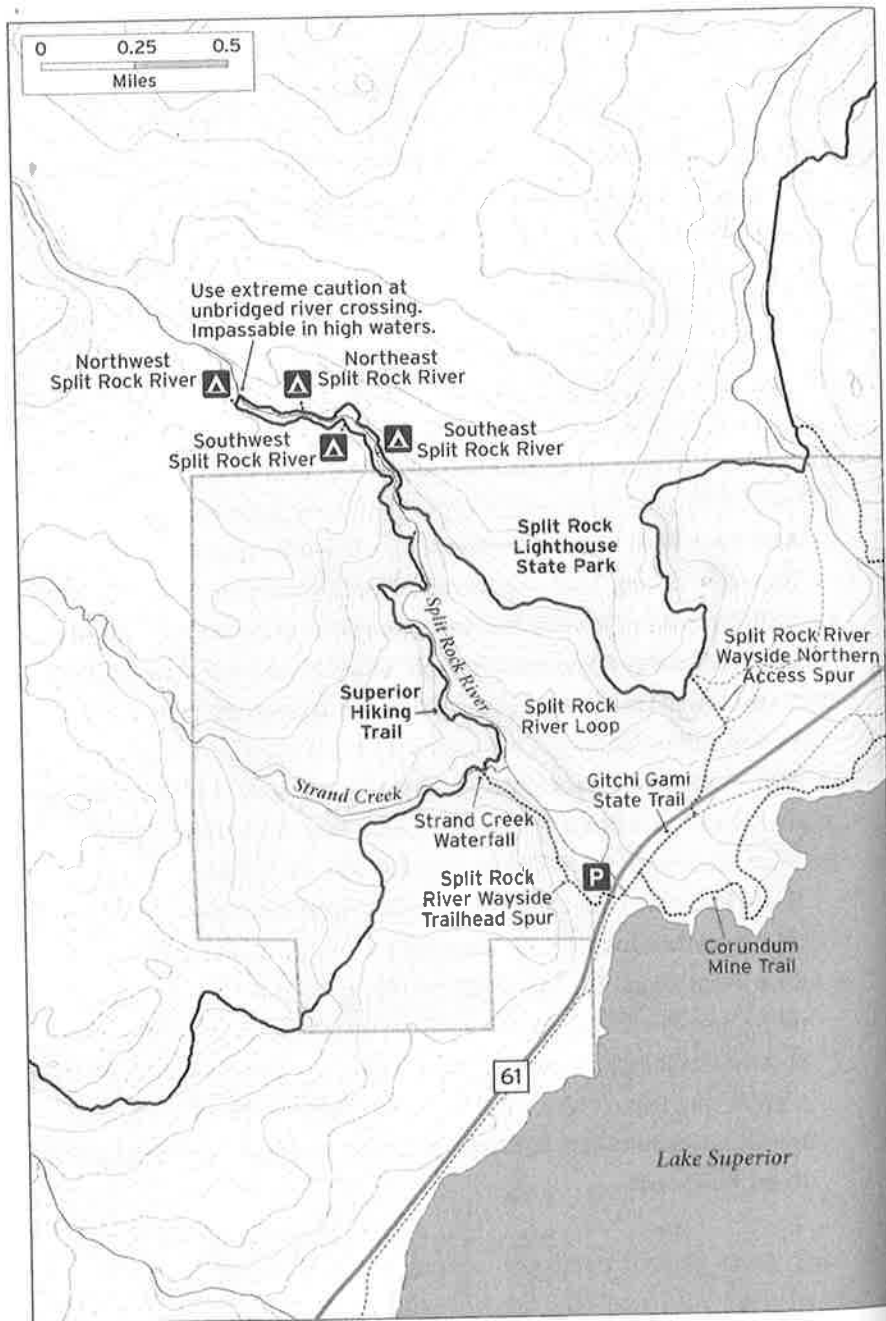 0 0.25 0.5
Miles
Use extreme caution at
unbridged river crossing.
Impassable in high waters.
Northwest
Split Rock River
Northeast
Split Rock River
Southwest
Split Rock River
Southeast
Split Rock River
Split Rock
Lighthouse
State Park
Split Rock River
Split Rock River
Wayside Northern
Access Spur
Superior
Hiking
Trail
Split Rock
River Loop
Gitchi Gami
State Trail
Strand Creek
Strand Creek
Waterfall
P
Split Rock
River Wayside
Trailhead Spur
Corundum
Mine Trail
61
Lake Superior